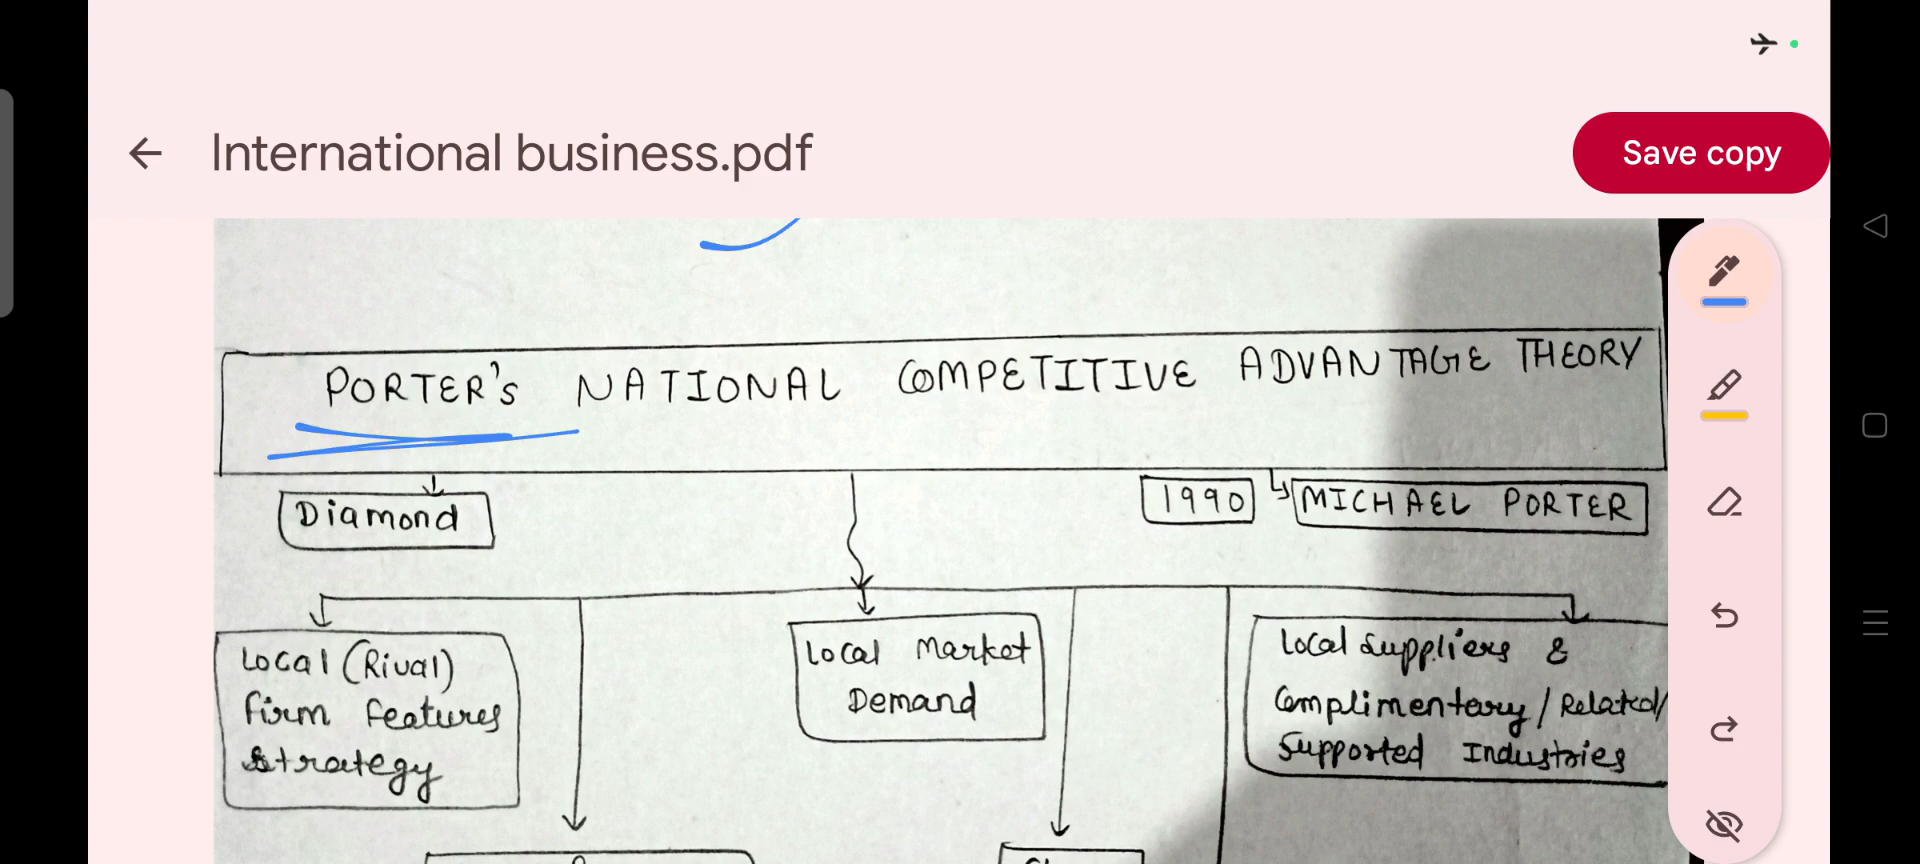 International business.pdf
Save copy
PORTER's NATIONAL COMPETITIVE ADVANTAGE THEORY
Diamond
1990
MICHAEL PORTER
Local (Rival)
firm features
strategy
Local Market
Demand
Local suppliers &
Complimentary / Related/
Supported Industries